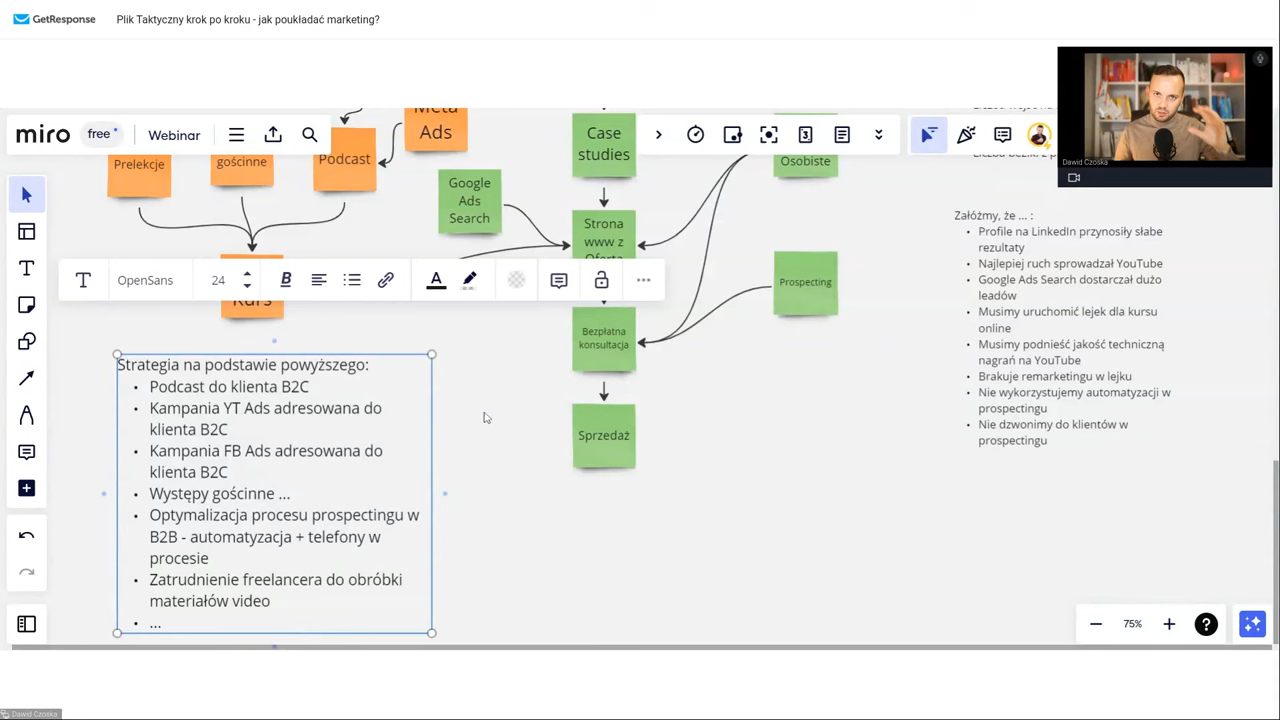 GetResponse
Plik Taktyczny krok po kroku - jak poukładać marketing?
miro
free
Webinar
Meta
Ads
Prelekcje
gościnne
Podcast
Google
Ads
Search
Case
studies
Osobiste
Strona
www z
Kurs
OpenSans
24
B
A
Prospecting
Bezpłatna
konsultacja
Sprzedaż
Strategia na podstawie powyższego:
• Podcast do klienta B2C
• Kampania YT Ads adresowana do
klienta B2C
• Kampania FB Ads adresowana do
klienta B2C
• Występy gościnne ...
• Optymalizacja procesu prospectingu w
B2B - automatyzacja + telefony w
procesie
• Zatrudnienie freelancera do obróbki
materiałów video
• ...
Załóżmy, że ... :
• Profile na LinkedIn przynosiły słabe
rezultaty
• Najlepiej ruch sprowadzał YouTube
• Google Ads Search dostarczał dużo
leadów
• Musimy uruchomić lejek dla kursu
online
• Musimy podnieść jakość techniczną
nagrań na YouTube
• Brakuje remarketingu w lejku
• Nie wykorzystujemy automatyzacji w
prospectingu
• Nie dzwonimy do klientów w
prospectingu
Dawid Czoska
75%
Dawid Czoska